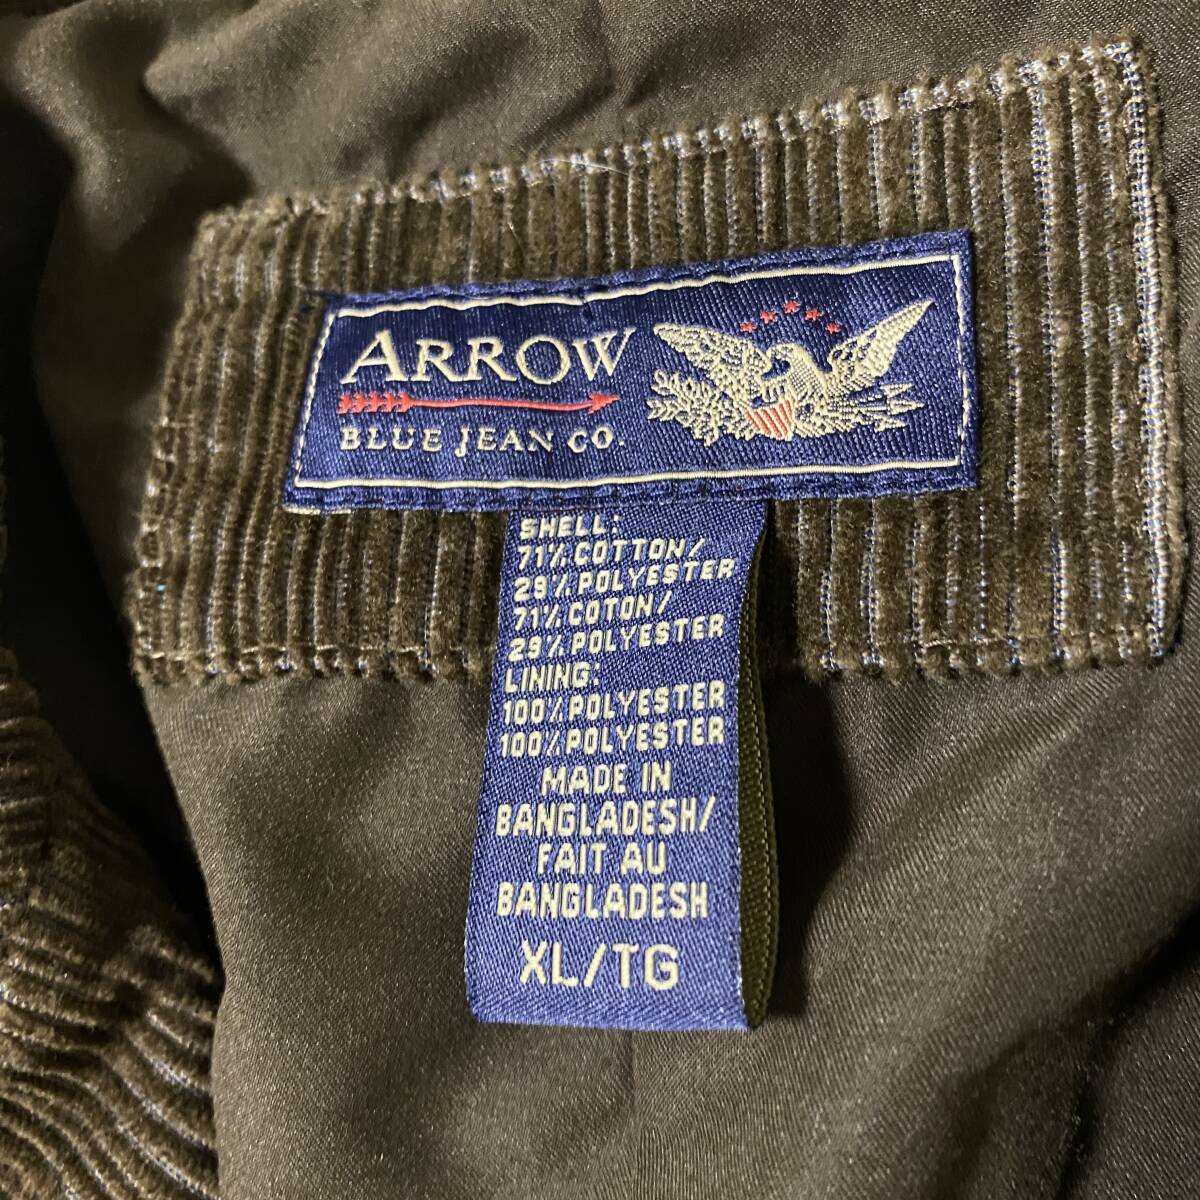 ARROW
BLUE JEAN CO.
SHELL:
71% COTTON/
29% POLYESTER
71% COTON/
29% POLYESTER
LINING:
100% POLYESTER
100% POLYESTER
MADE IN
BANGLADESH/
FAIT AU
BANGLADESH
XL/TG